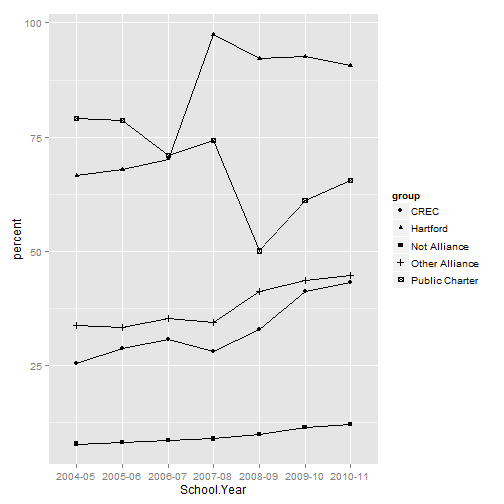 percent
100
75
50
25
2004-05 2005-06 2006-07 2007-08 2008-09 2009-10 2010-11
School.Year
group
CREC
Hartford
Not Alliance
Other Alliance
Public Charter